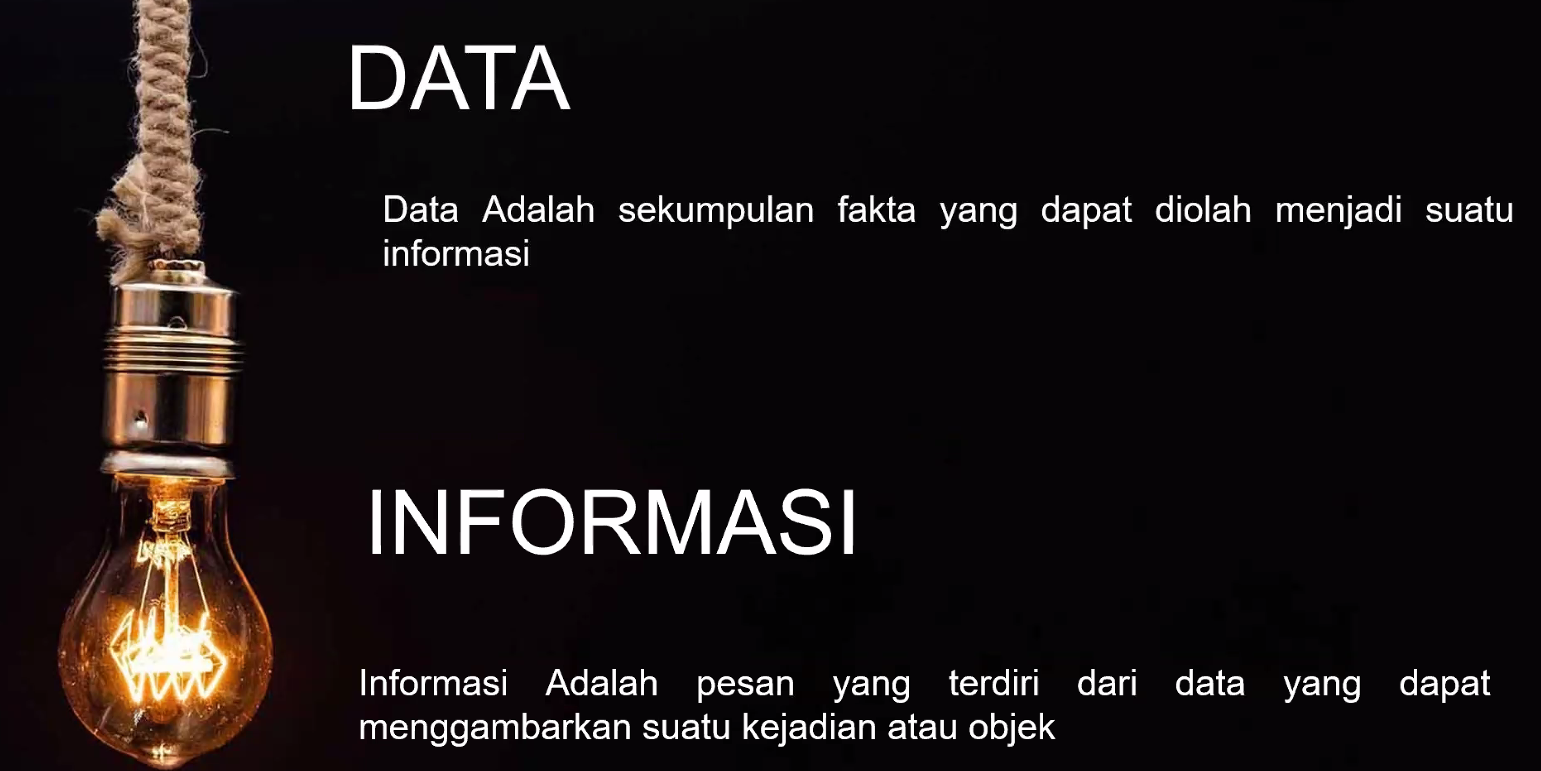 DATA
Data Adalah sekumpulan fakta yang dapat diolah menjadi suatu
informasi
INFORMASI
Informasi Adalah pesan yang terdiri dari data yang dapat
menggambarkan suatu kejadian atau objek